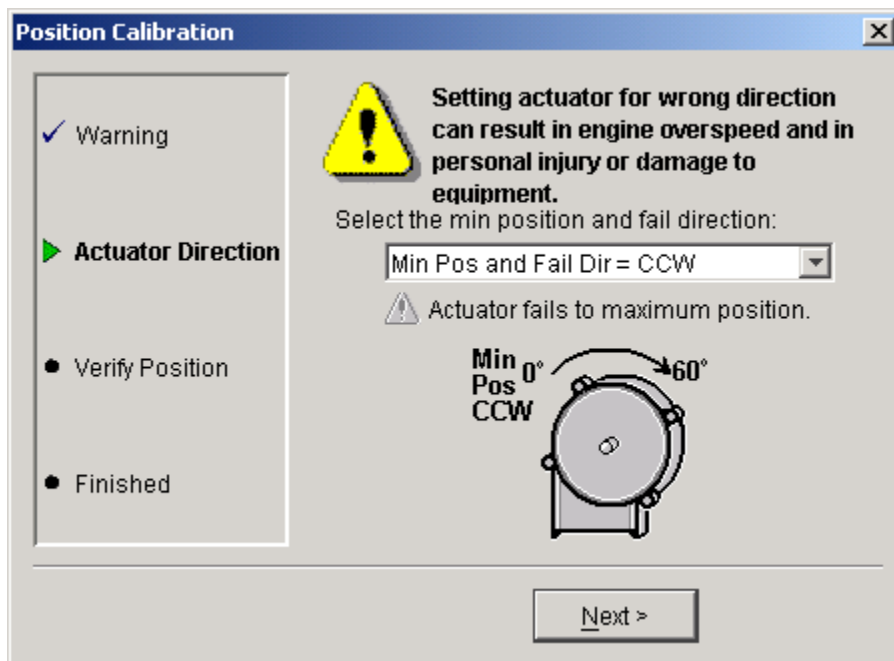 Position Calibration
Warning
Actuator Direction
Verify Position
Finished
Setting actuator for wrong direction
can result in engine overspeed and in
personal injury or damage to
equipment.
Select the min position and fail direction:
Min Pos and Fail Dir = CCW
Actuator fails to maximum position.
Min
Pos
CCW
0°
60°
Next >